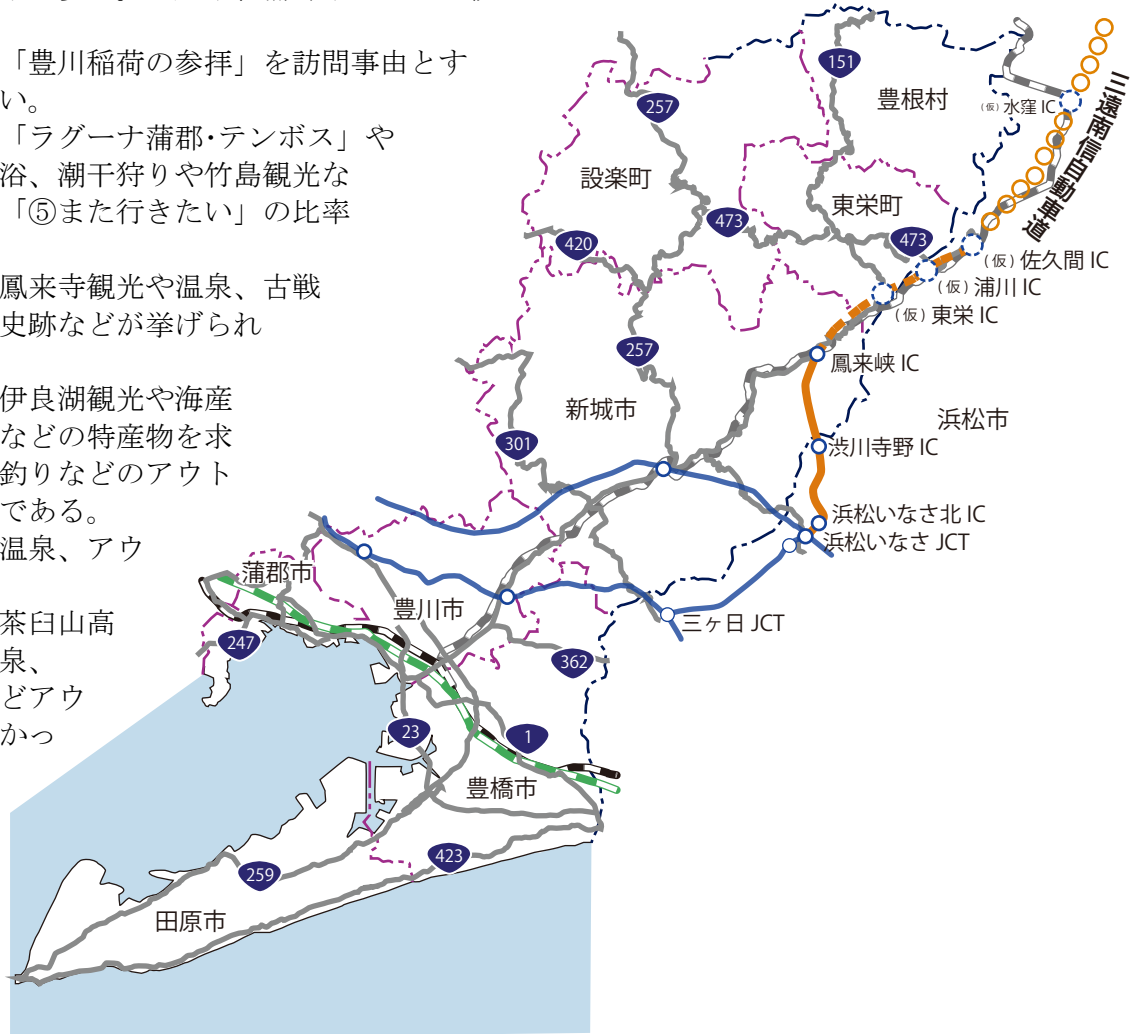 「豊川稲荷の参拝」を訪問事由とす
い。
「ラグーナ蒲郡・テンボス」や
浴、潮干狩りや竹島観光な
「⑤また行きたい」の比率
鳳来寺観光や温泉、古戦
史跡などが挙げられ
伊良湖観光や海産
などの特産物を求
釣りなどのアウト
である。
温泉、アウ
茶臼山高
泉、
どアウ
かっ
151
257
豊根村
(仮) 水窪 IC
三遠南信自動車道
設楽町
東栄町
473
473
420
(仮) 佐久間 IC
(仮) 浦川 IC
(仮) 東栄 IC
257
鳳来峡 IC
新城市
浜松市
301
渋川寺野 IC
浜松いなさ北 IC
浜松いなさ JCT
蒲郡市
豊川市
三ヶ日 JCT
247
362
23
1
豊橋市
423
259
田原市